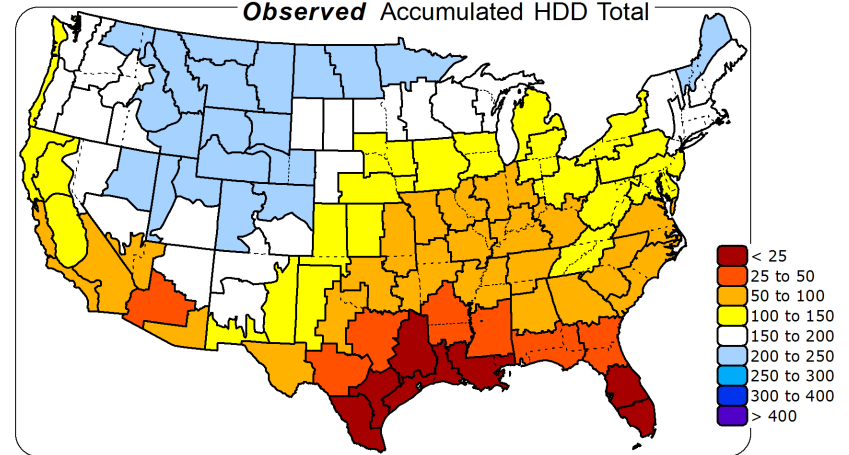 Observed Accumulated HDD Total
< 25
25 to 50
50 to 100
100 to 150
150 to 200
200 to 250
250 to 300
300 to 400
> 400